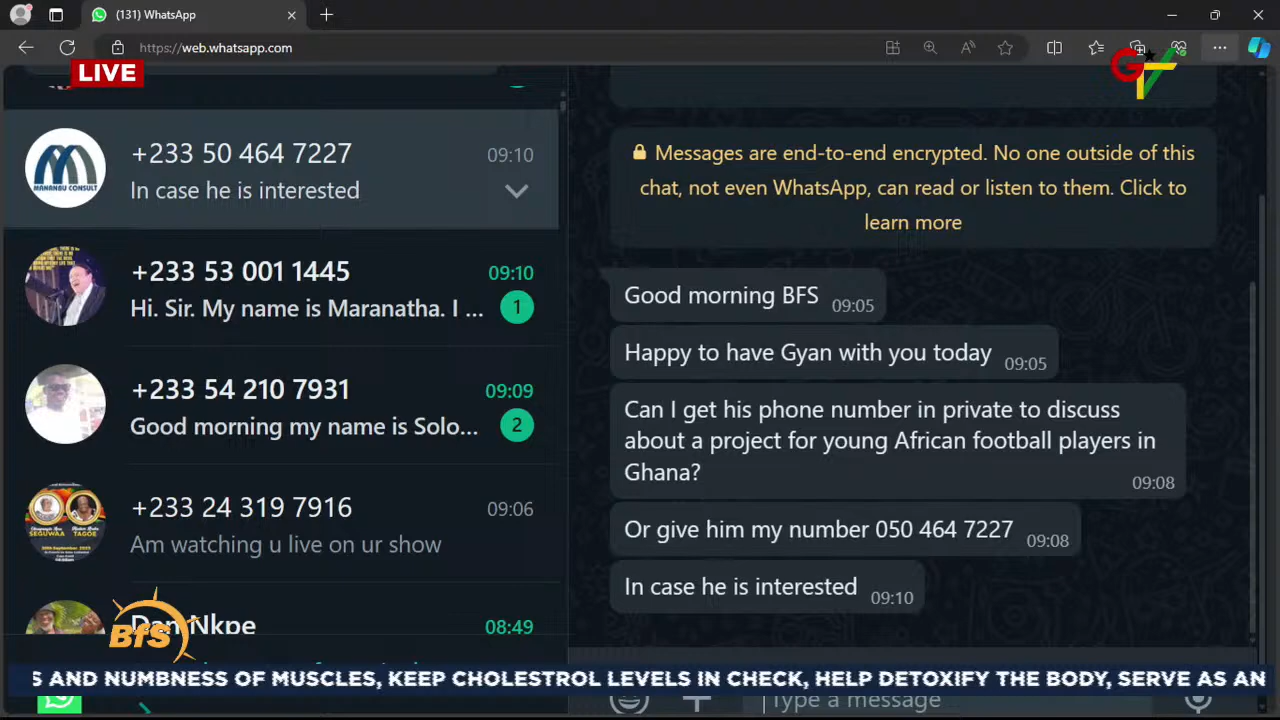 (131) WhatsApp
https://web.whatsapp.com
LIVE
GTV
+233 50 464 7227
09:10
In case he is interested
MANANBU CONSULT
+233 53 001 1445
09:10
Hi. Sir. My name is Maranatha. I ...
1
+233 54 210 7931
09:09
Good morning my name is Solo...
2
+233 24 319 7916
09:06
Am watching u live on ur show
SEGUWAA
TAGOE
Dan Nkpe
08:49
BfS
Messages are end-to-end encrypted. No one outside of this
chat, not even WhatsApp, can read or listen to them. Click to
learn more
Good morning BFS 09:05
Happy to have Gyan with you today 09:05
Can I get his phone number in private to discuss
about a project for young African football players in
Ghana?
09:08
Or give him my number 050 464 7227 09:08
In case he is interested 09:10
S AND NUMBNESS OF MUSCLES, KEEP CHOLESTROL LEVELS IN CHECK, HELP DETOXIFY THE BODY, SERVE AS AN
Type a message